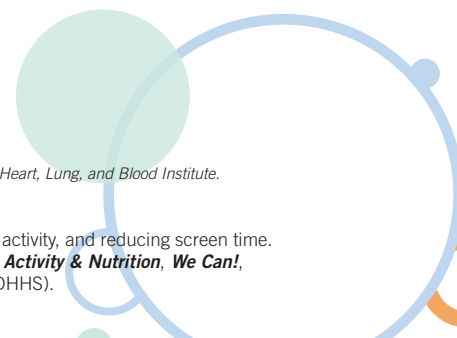 Heart, Lung, and Blood Institute.
activity, and reducing screen time.
Activity & Nutrition, We Can!,
DHHS).